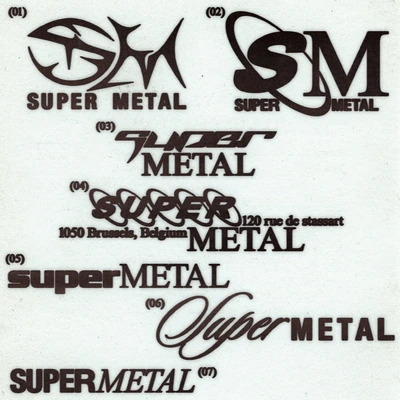 (01)
SM
SUPER METAL
(02)
SM
SUPER METAL
(03)
super
METAL
(04)
SUPER
120 rue de stassart
1050 Brussels, Belgium
METAL
(05)
superMETAL
(06)
Super METAL
SUPERMETAL (07)